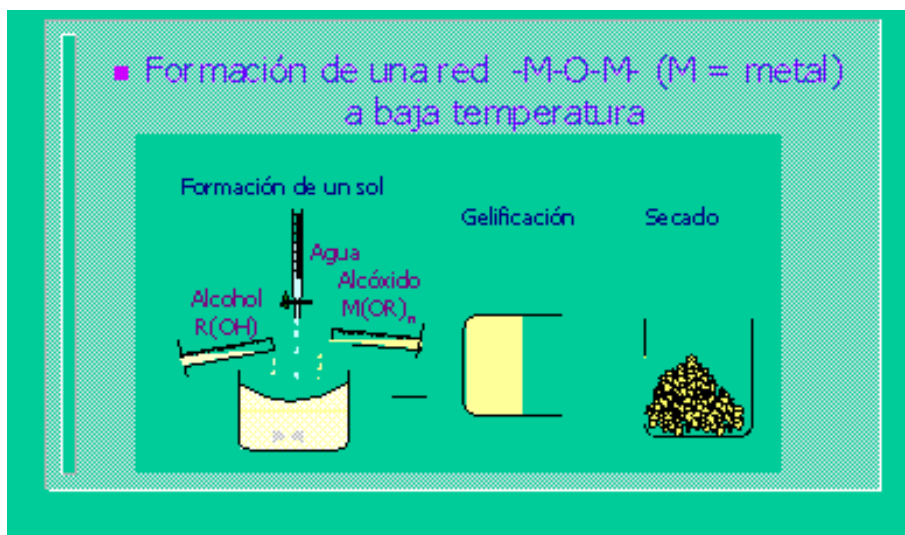 Formación de una red -M-O-M- (M = metal)
a baja temperatura
Formación de un sol
Gelificación
Secado
Agua
Alcóxido
M(OR)n
Alcohol
R(OH)